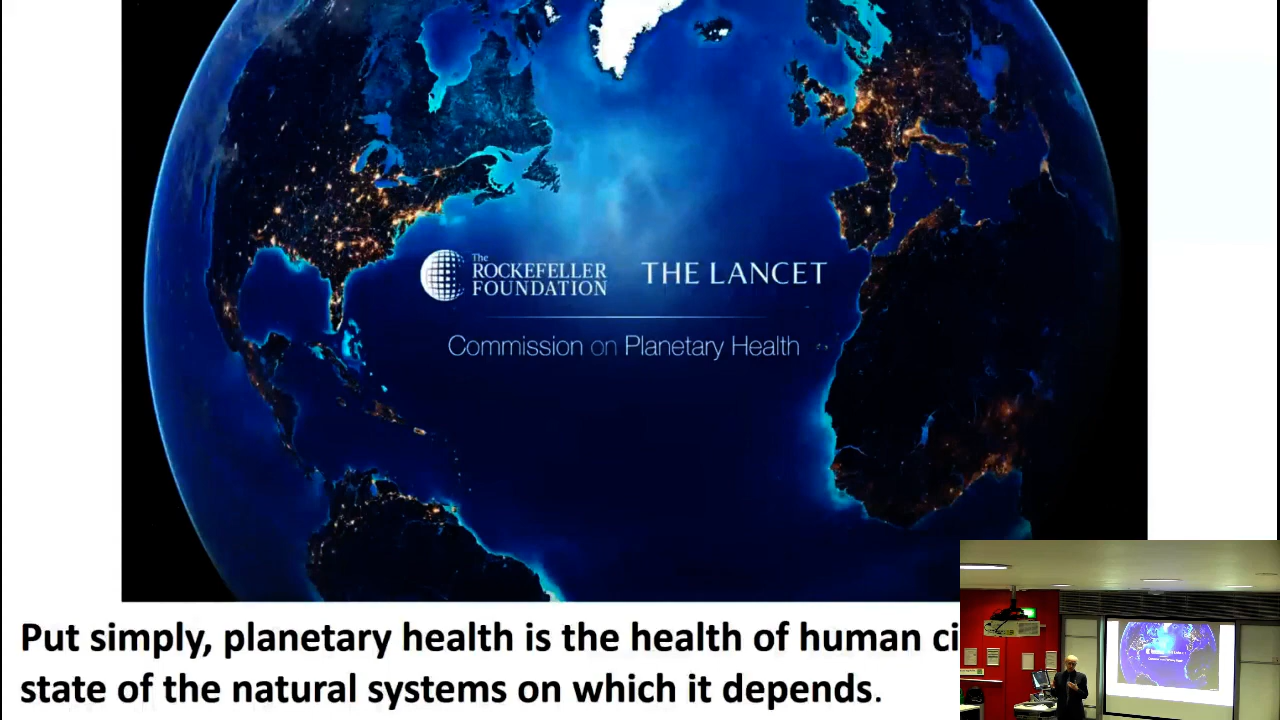 The
ROCKEFELLER
FOUNDATION
THE LANCET
Commission on Planetary Health
Put simply, planetary health is the health of human ci
state of the natural systems on which it depends.